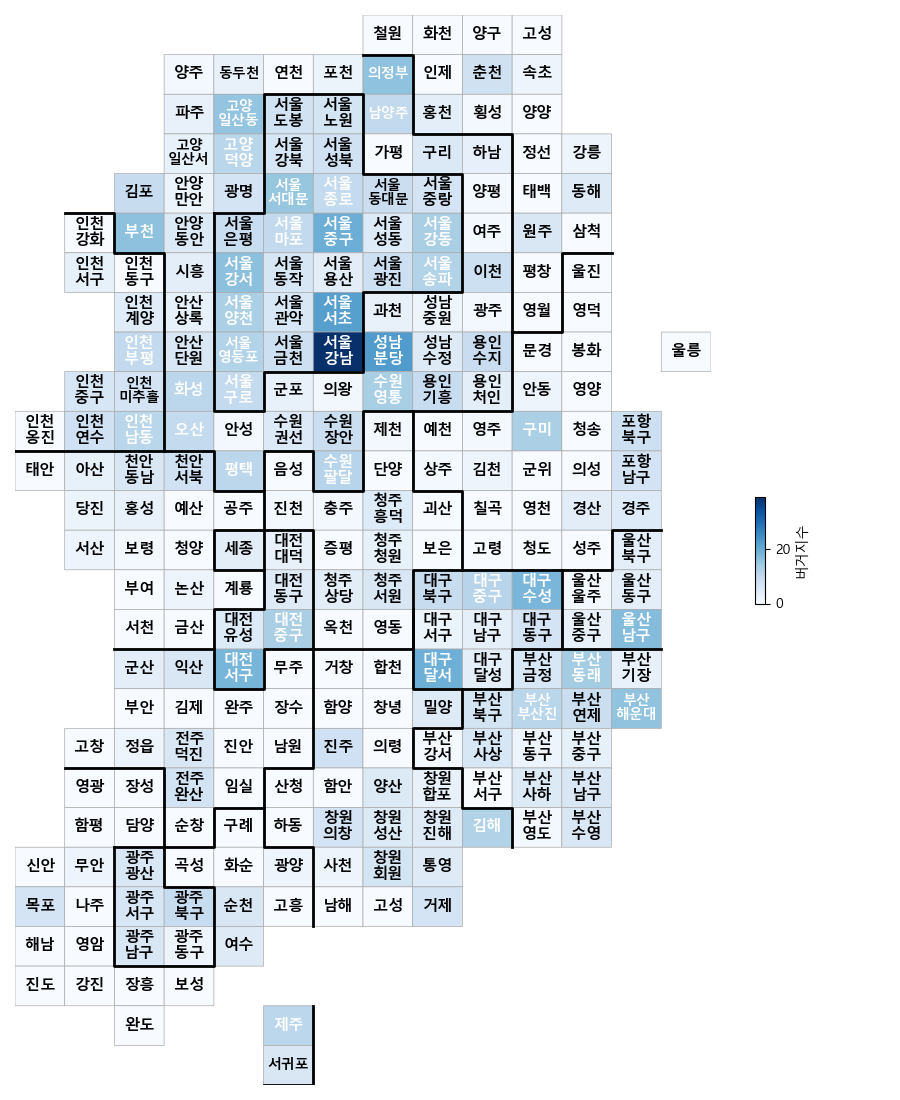 철원 화천 양구 고성
양주 동두천 연천 포천 의정부 인제 춘천 속초
파주 고양 일산동 서울 도봉 서울 노원 남양주 홍천 횡성 양양
고양 일산서 고양 덕양 서울 강북 서울 성북 가평 구리 하남 정선 강릉
김포 안양 만안 광명 서울 서대문 서울 종로 서울 동대문 서울 중랑 양평 태백 동해
인천 강화 부천 안양 동안 서울 은평 서울 마포 서울 중구 서울 성동 서울 강동 여주 원주 삼척
인천 서구 인천 동구 시흥 서울 강서 서울 동작 서울 용산 서울 광진 서울 송파 이천 평창 울진
인천 계양 안산 상록 서울 양천 서울 관악 서울 서초 과천 성남 중원 광주 영월 영덕
인천 부평 안산 단원 서울 영등포 서울 금천 서울 강남 성남 분당 성남 수정 용인 수지 문경 봉화 울릉
인천 중구 인천 미추홀 화성 서울 구로 군포 의왕 수원 영통 용인 기흥 용인 처인 안동 영양
인천 옹진 인천 연수 인천 남동 오산 안성 수원 권선 수원 장안 제천 예천 영주 구미 청송 포항 북구
태안 아산 천안 동남 천안 서북 평택 음성 수원 팔달 단양 상주 김천 군위 의성 포항 남구
당진 홍성 예산 공주 진천 충주 청주 흥덕 괴산 칠곡 영천 경산 경주
서산 보령 청양 세종 대전 대덕 증평 청주 청원 보은 고령 청도 성주 울산 북구
부여 논산 계룡 대전 동구 청주 상당 청주 서원 대구 북구 대구 중구 대구 수성 울산 울주 울산 동구
서천 금산 대전 유성 대전 중구 옥천 영동 대구 서구 대구 남구 대구 동구 울산 중구 울산 남구
군산 익산 대전 서구 무주 거창 합천 대구 달서 대구 달성 부산 금정 부산 동래 부산 기장
부안 김제 완주 장수 함양 창녕 밀양 부산 북구 부산 부산진 부산 연제 부산 해운대
고창 정읍 전주 덕진 진안 남원 진주 의령 부산 강서 부산 사상 부산 동구 부산 중구
영광 장성 전주 완산 임실 산청 함안 양산 창원 합포 부산 서구 부산 사하 부산 남구
함평 담양 순창 구례 하동 창원 의창 창원 성산 창원 진해 김해 부산 영도 부산 수영
신안 무안 광주 광산 곡성 화순 광양 사천 창원 회원 통영
목포 나주 광주 서구 광주 북구 순천 고흥 남해 고성 거제
해남 영암 광주 남구 광주 동구 여수
진도 강진 장흥 보성
완도 제주
서귀포
20
0
버거지수